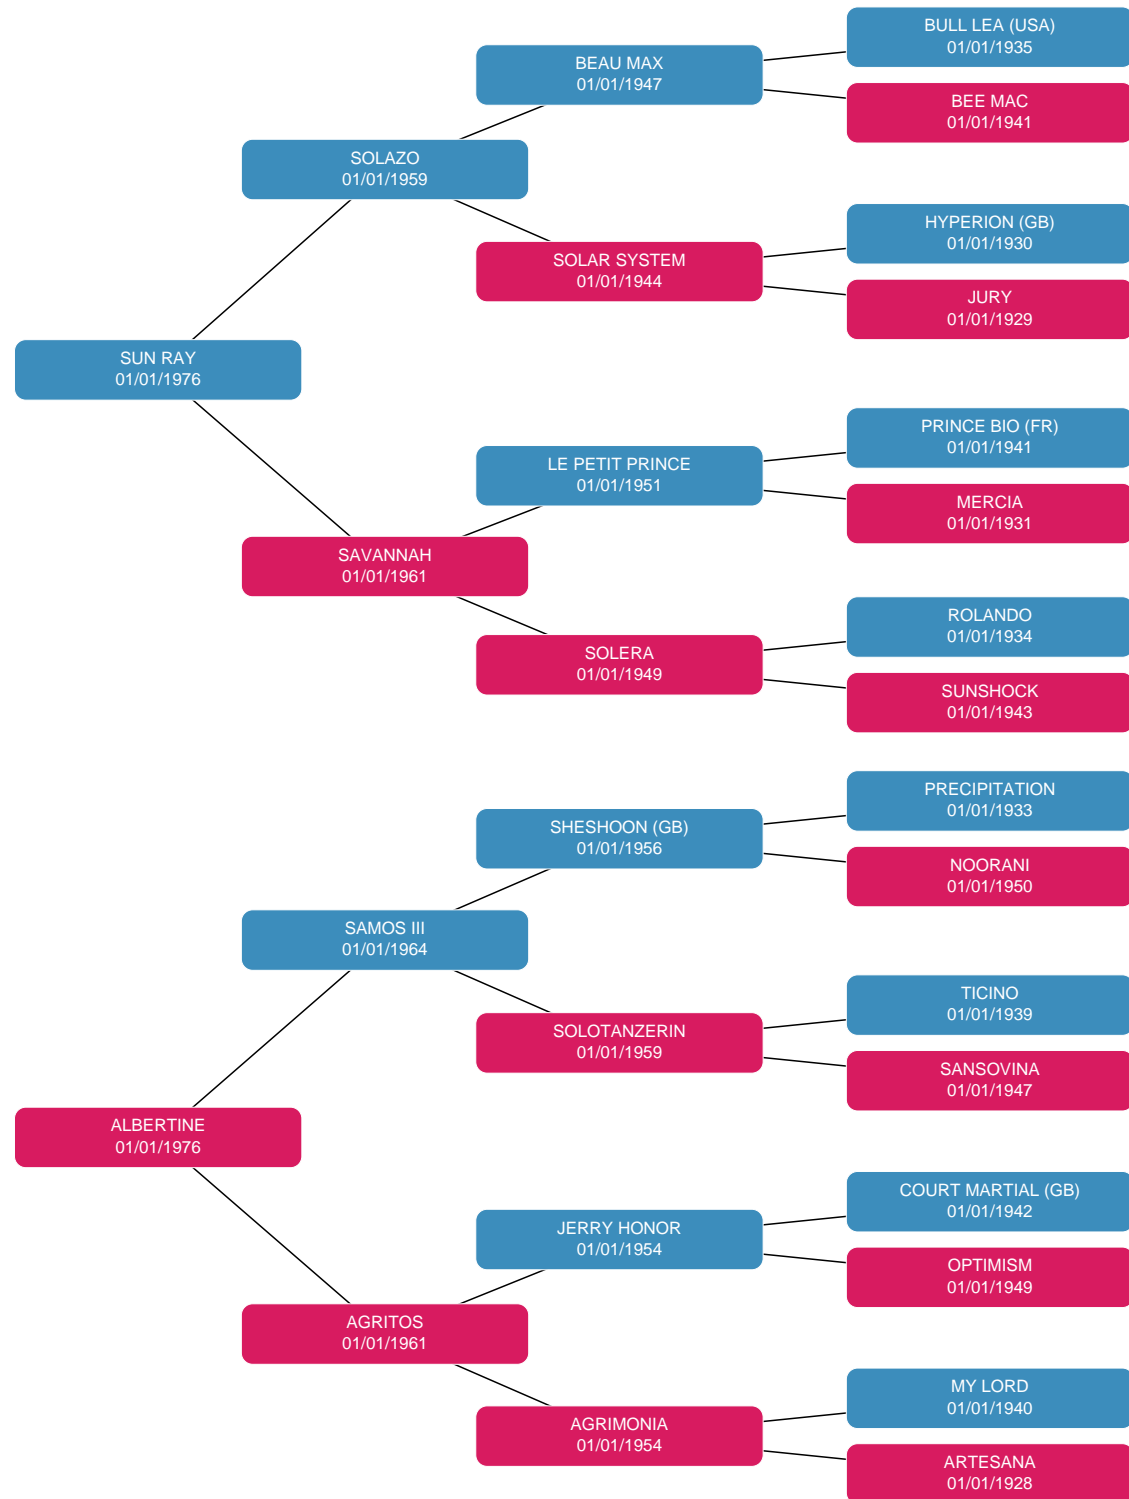 BULL LEA (USA)
01/01/1935
BEAU MAX
01/01/1947
BEE MAC
01/01/1941
SOLAZO
01/01/1959
HYPERION (GB)
01/01/1930
SOLAR SYSTEM
01/01/1944
JURY
01/01/1929
SUN RAY
01/01/1976
PRINCE BIO (FR)
01/01/1941
LE PETIT PRINCE
01/01/1951
MERCIA
01/01/1931
SAVANNAH
01/01/1961
ROLANDO
01/01/1934
SOLERA
01/01/1949
SUNSHOCK
01/01/1943
PRECIPITATION
01/01/1933
SHESHOON (GB)
01/01/1956
NOORANI
01/01/1950
SAMOS III
01/01/1964
TICINO
01/01/1939
SOLOTANZERIN
01/01/1959
SANSOVINA
01/01/1947
ALBERTINE
01/01/1976
COURT MARTIAL (GB)
01/01/1942
JERRY HONOR
01/01/1954
OPTIMISM
01/01/1949
AGRITOS
01/01/1961
MY LORD
01/01/1940
AGRIMONIA
01/01/1954
ARTESANA
01/01/1928